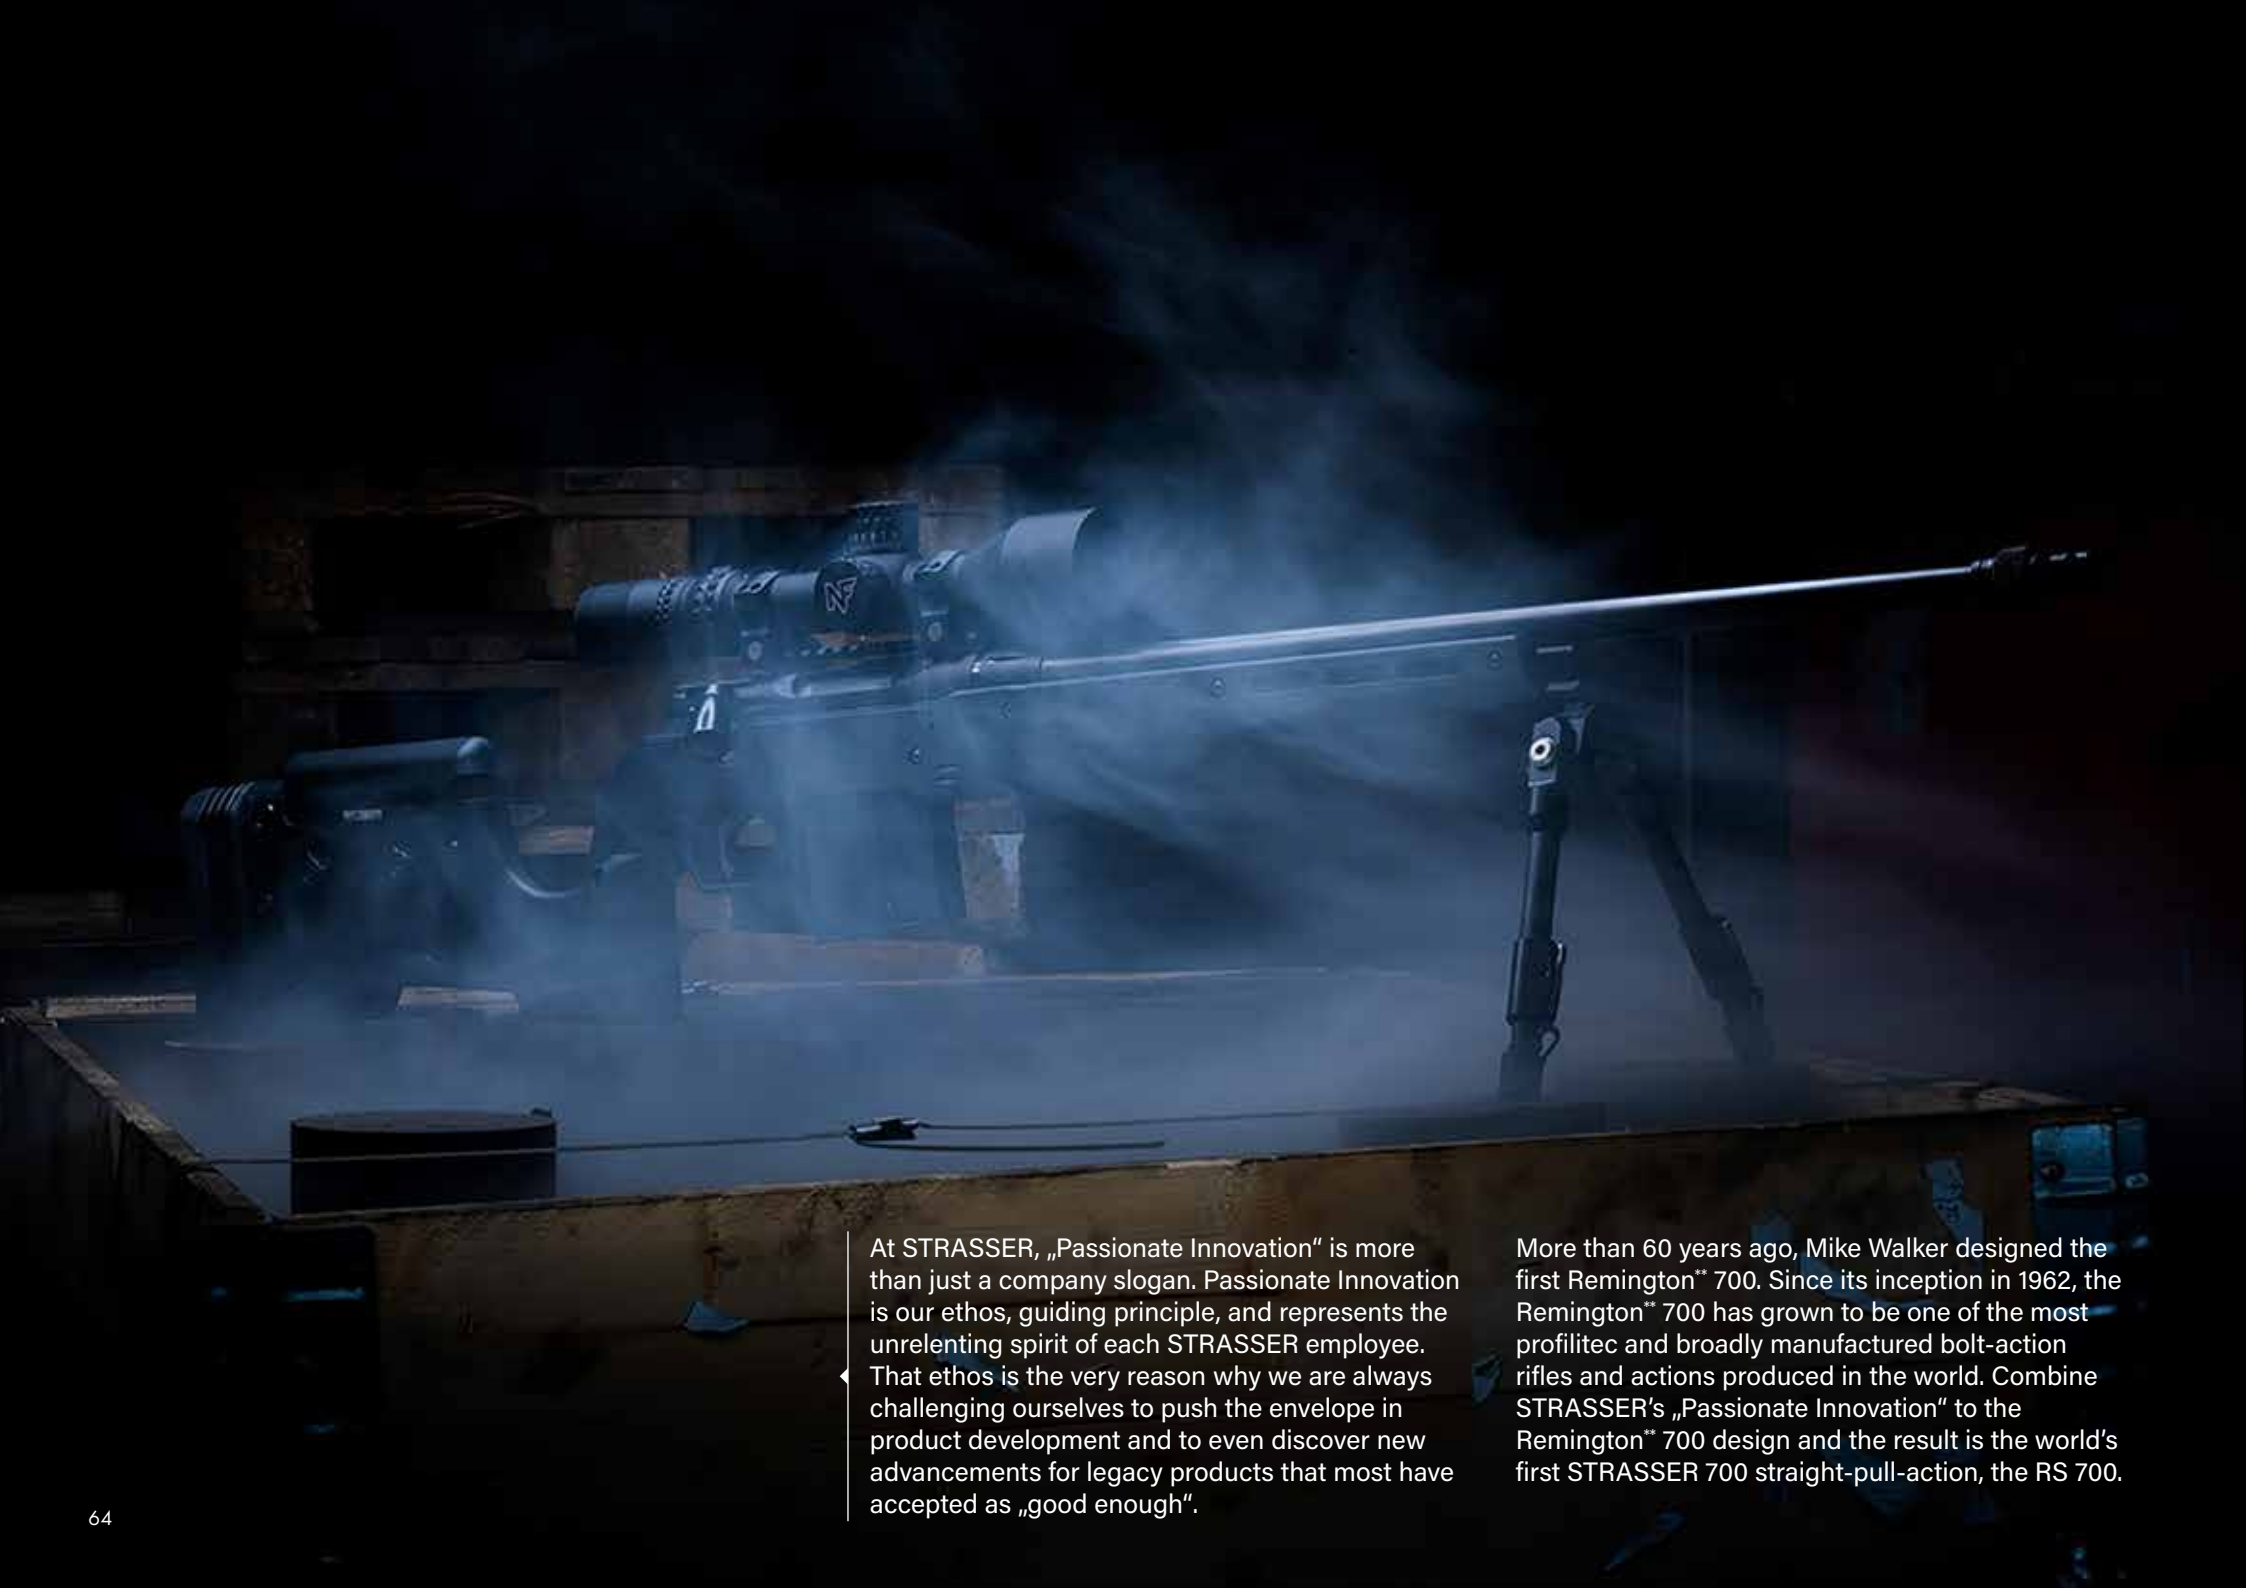 NF
At STRASSER, „Passionate Innovation“ is more
than just a company slogan. Passionate Innovation
is our ethos, guiding principle, and represents the
unrelenting spirit of each STRASSER employee.
That ethos is the very reason why we are always
challenging ourselves to push the envelope in
product development and to even discover new
advancements for legacy products that most have
accepted as „good enough“.
More than 60 years ago, Mike Walker designed the
first Remington** 700. Since its inception in 1962, the
Remington** 700 has grown to be one of the most
profilitec and broadly manufactured bolt-action
rifles and actions produced in the world. Combine
STRASSER’s „Passionate Innovation“ to the
Remington** 700 design and the result is the world’s
first STRASSER 700 straight-pull-action, the RS 700.
64